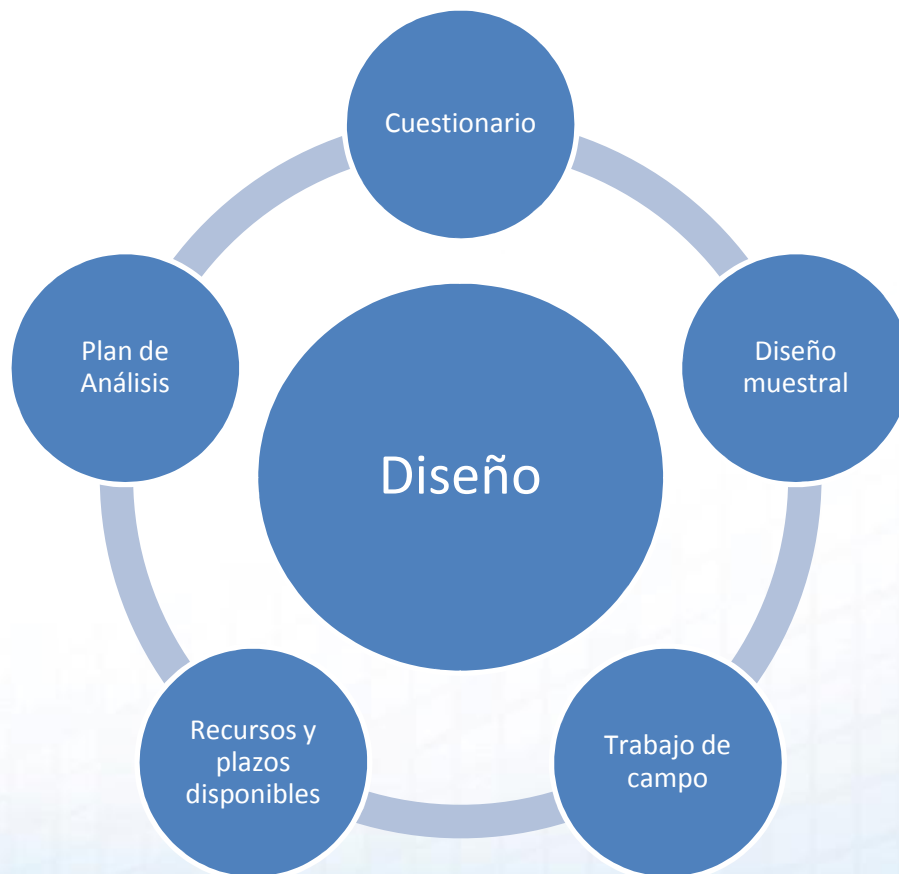 Cuestionario
Diseño
muestral
Trabajo de
campo
Recursos y
plazos
disponibles
Plan de
Análisis
Diseño